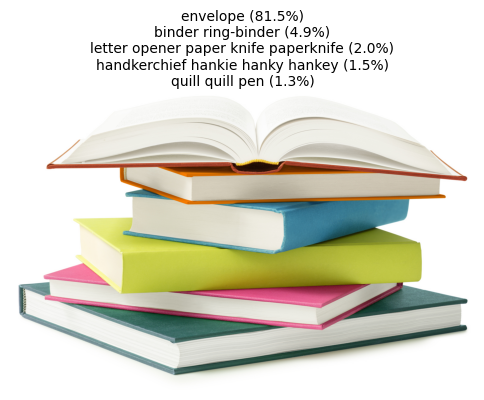 envelope (81.5%)
binder ring-binder (4.9%)
letter opener paper knife paperknife (2.0%)
handkerchief hankie hanky hankey (1.5%)
quill quill pen (1.3%)